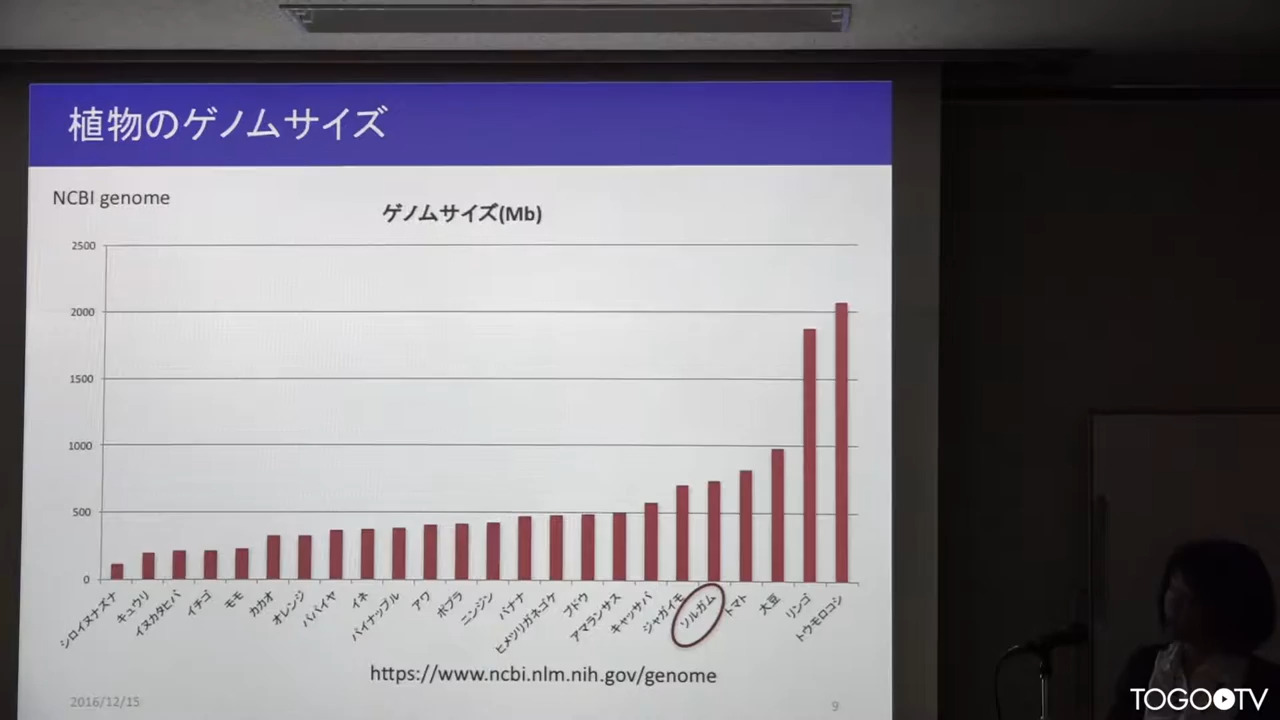 植物のゲノムサイズ
NCBI genome
ゲノムサイズ(Mb)
2500
2000
1500
1000
500
0
シロイヌナズナ
キュウリ
イヌカタヒバ
イチゴ
モモ
カカオ
オレンジ
パパイヤ
イネ
パイナップル
アワ
ポプラ
ニンジン
バナナ
ヒメツリガネゴケ
ブドウ
アマランサス
キャッサバ
ジャガイモ
ソルガム
トマト
大豆
リンゴ
トウモロコシ
https://www.ncbi.nlm.nih.gov/genome
2016/12/15
9
TOGOTV